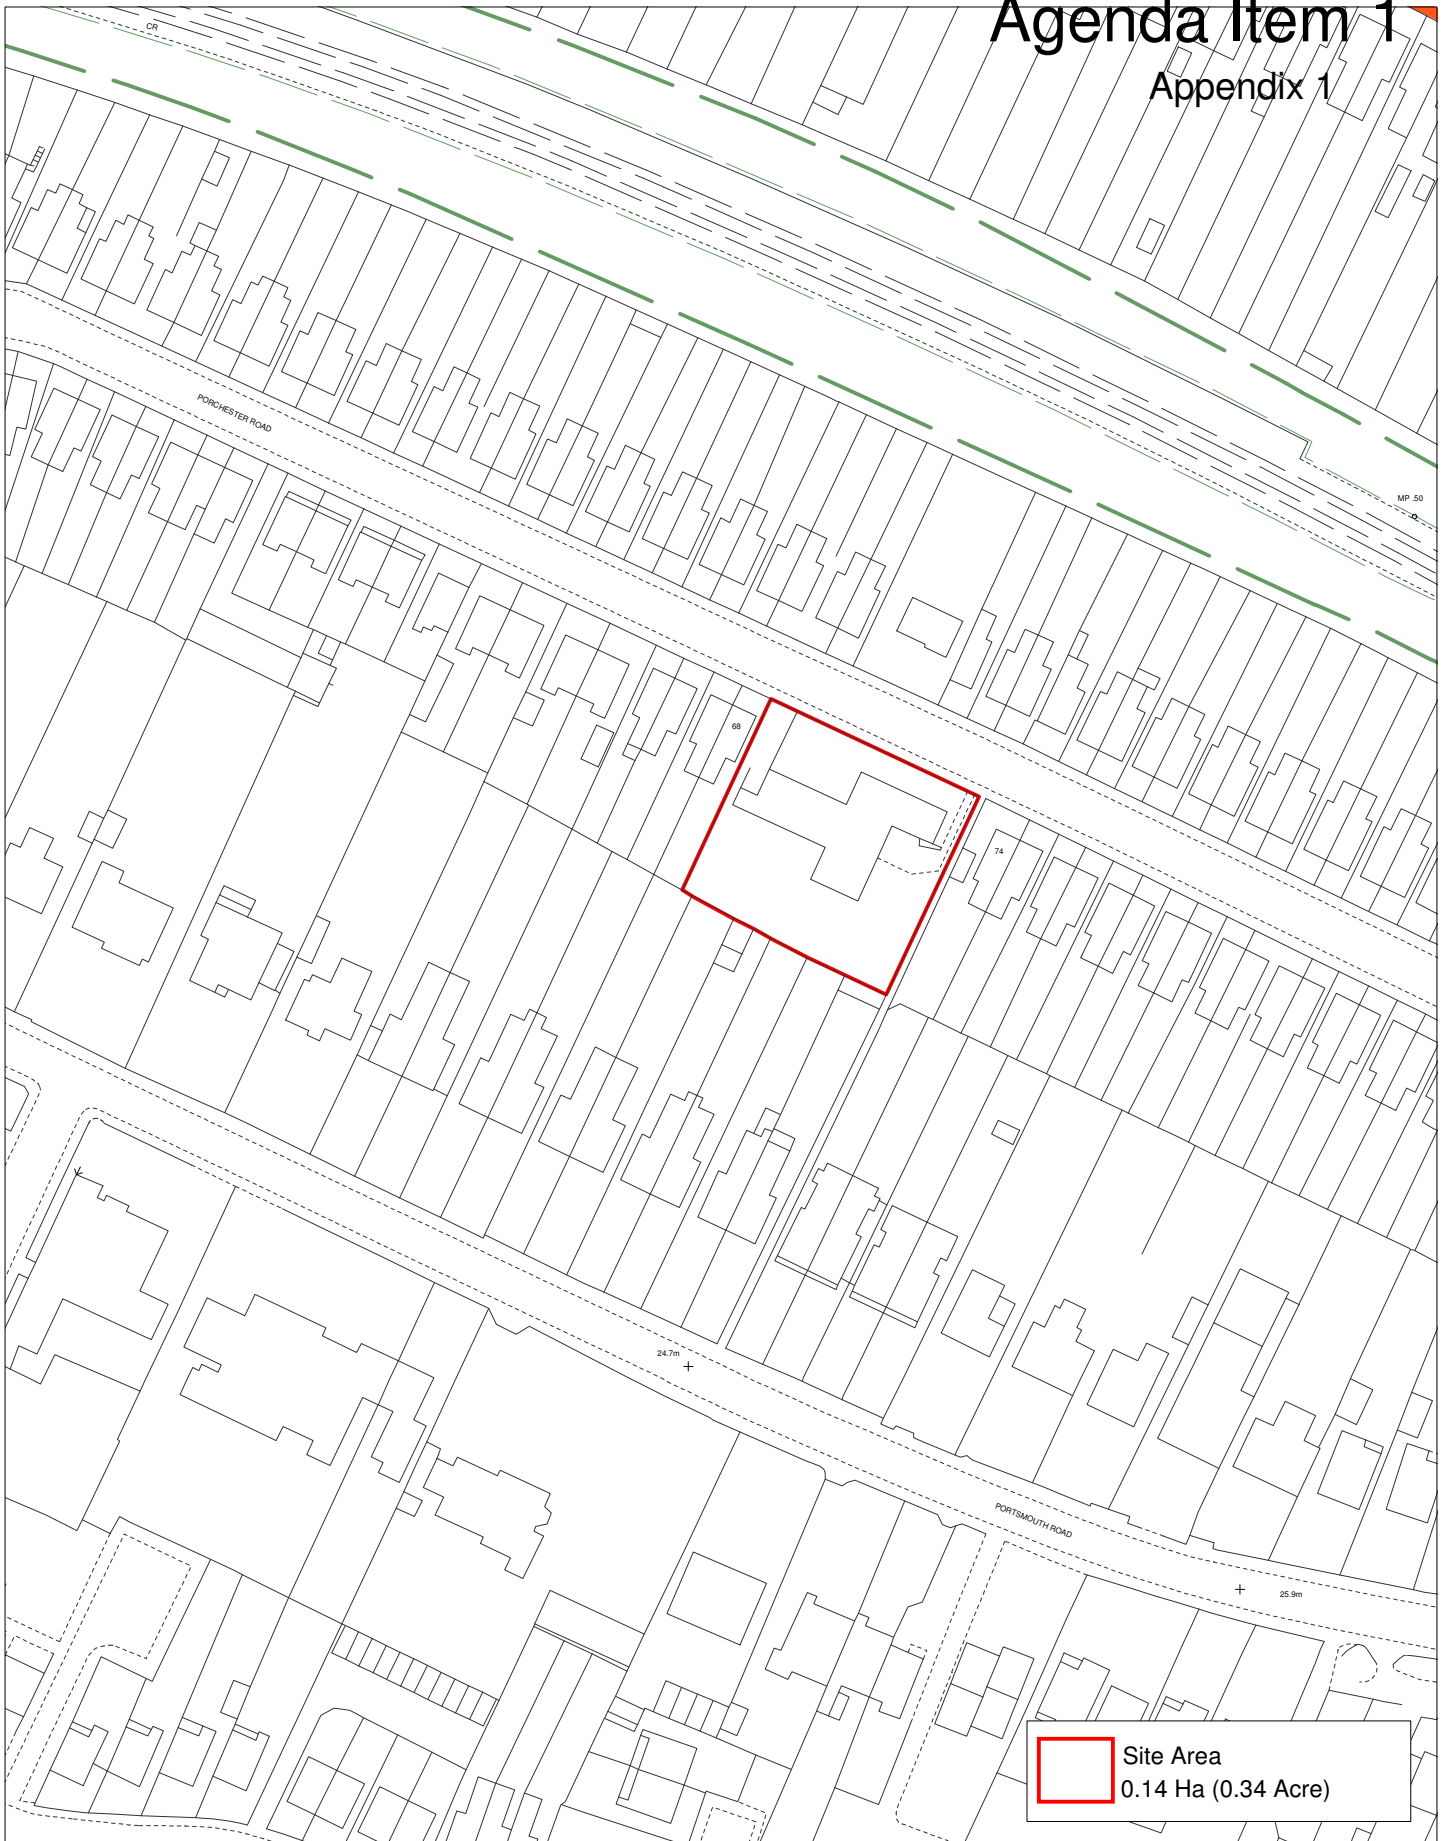 Agenda Item 1
Appendix 1
CR
PORCHESTER ROAD
MP .50
68
74
24.7m
PORTSMOUTH ROAD
25.9m
Site Area
0.14 Ha (0.34 Acre)